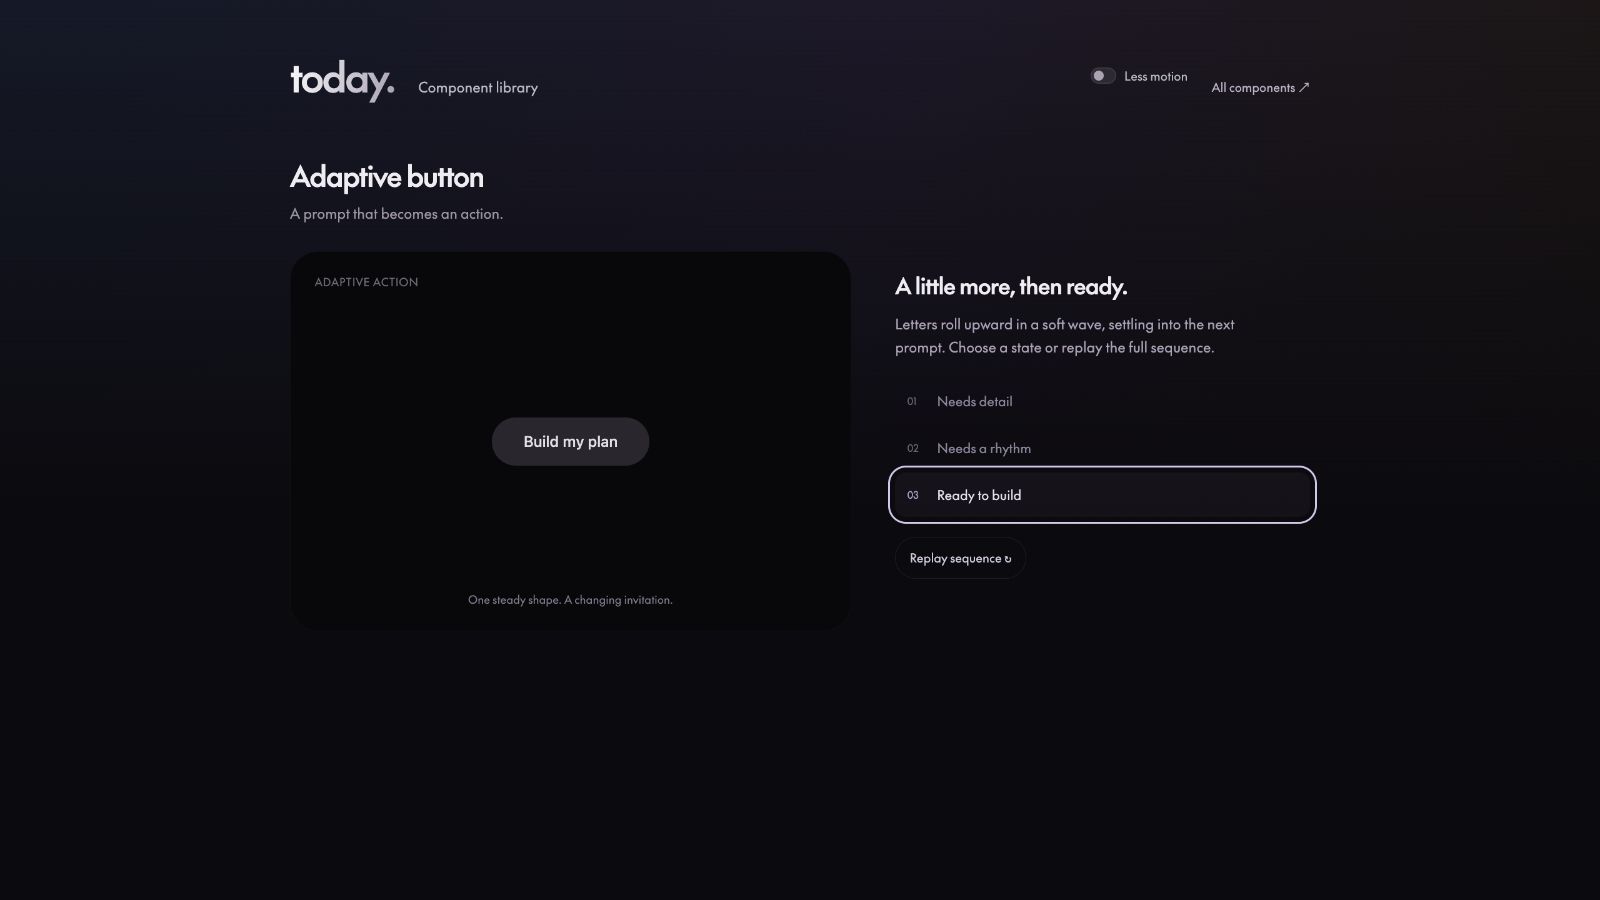 today.
Component library
Less motion
All components ↗
Adaptive button
A prompt that becomes an action.
ADAPTIVE ACTION
Build my plan
One steady shape. A changing invitation.
A little more, then ready.
Letters roll upward in a soft wave, settling into the next
prompt. Choose a state or replay the full sequence.
01 Needs detail
02 Needs a rhythm
03 Ready to build
Replay sequence ↻